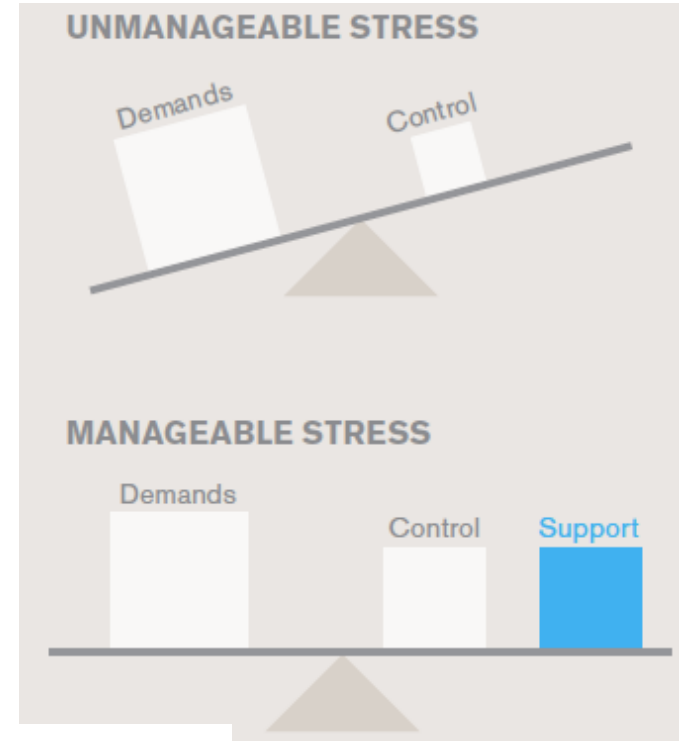 UNMANAGEABLE STRESS
Demands
Control
MANAGEABLE STRESS
Demands
Control
Support